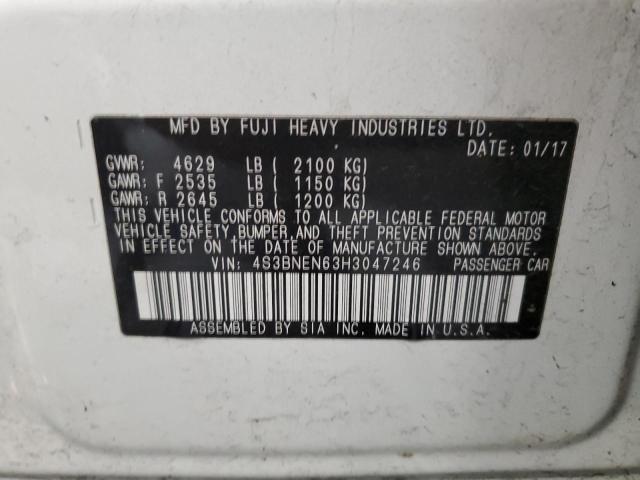 MFD BY FUJI HEAVY INDUSTRIES LTD.
DATE: 01/17
GVWR: 4629 LB ( 2100 KG)
GAWR: F 2535 LB ( 1150 KG)
GAWR: R 2645 LB ( 1200 KG)
THIS VEHICLE CONFORMS TO ALL APPLICABLE FEDERAL MOTOR
VEHICLE SAFETY, BUMPER, AND THEFT PREVENTION STANDARDS
IN EFFECT ON THE DATE OF MANUFACTURE SHOWN ABOVE.
VIN: 4S3BNEN63H3047246 PASSENGER CAR
ASSEMBLED BY SIA INC. MADE IN U.S.A.